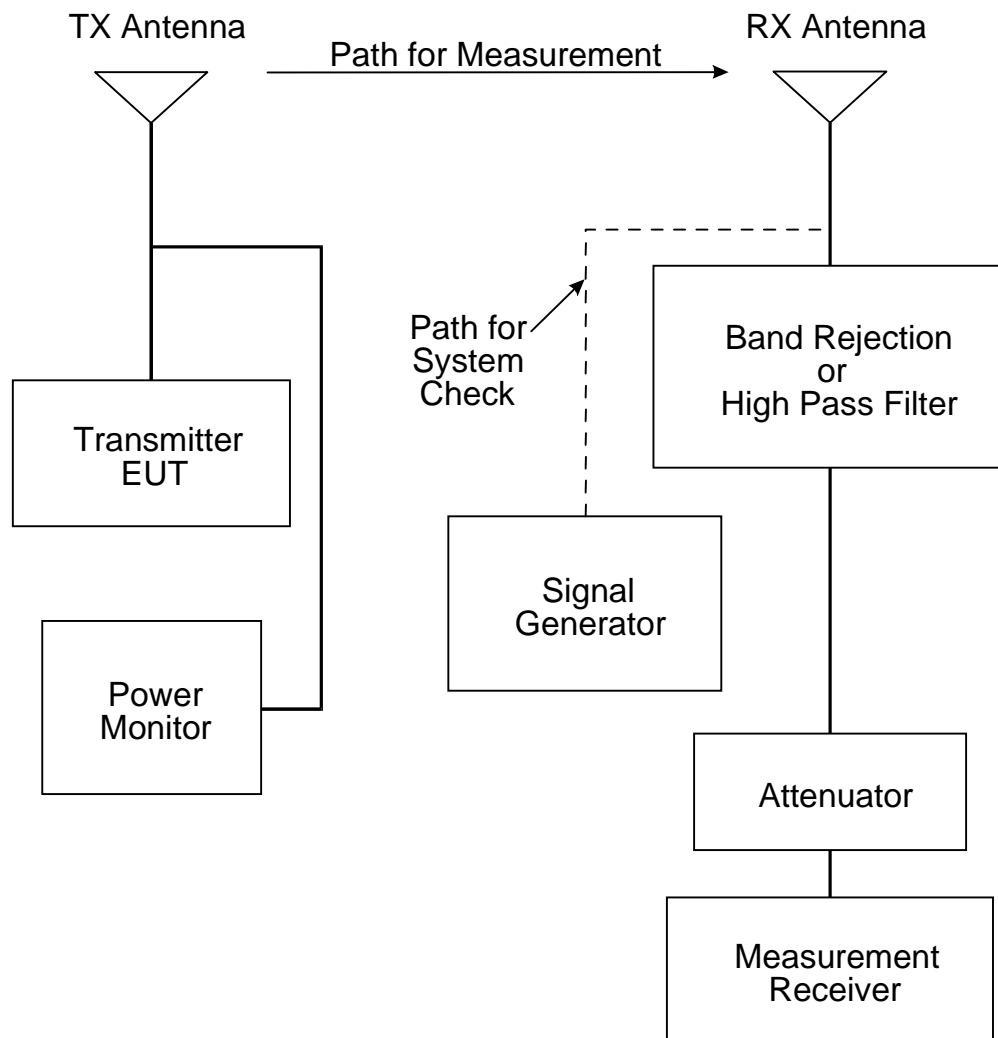 TX Antenna
RX Antenna
Path for Measurement
Path for
System
Check
Band Rejection
or
High Pass Filter
Transmitter
EUT
Signal
Generator
Power
Monitor
Attenuator
Measurement
Receiver